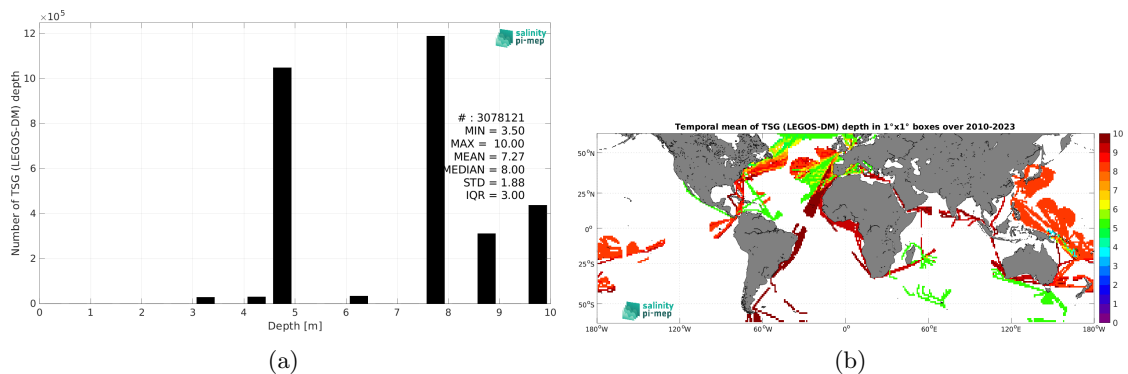 ×10⁵
12
10
8
6
4
2
0
Number of TSG (LEGOS-DM) depth
0 1 2 3 4 5 6 7 8 9 10
Depth [m]
salinity
pi-mep
# : 3078121
MIN = 3.50
MAX = 10.00
MEAN = 7.27
MEDIAN = 8.00
STD = 1.88
IQR = 3.00
(a)
Temporal mean of TSG (LEGOS-DM) depth in 1°x1° boxes over 2010-2023
50°N
25°N
0°
25°S
50°S
180°W 120°W 60°W 0° 60°E 120°E 180°E
salinity
pi-mep
10
9
8
7
6
5
4
3
2
1
0
(b)